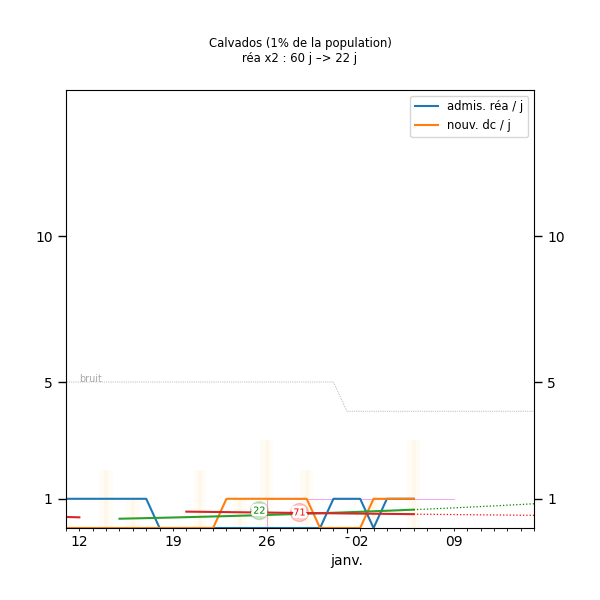 Calvados (1% de la population)
réa x2 : 60 j –> 22 j
admis. réa / j
nouv. dc / j
10 10
bruit
5 5
22 71
1 1
12 19 26 02 09
janv.